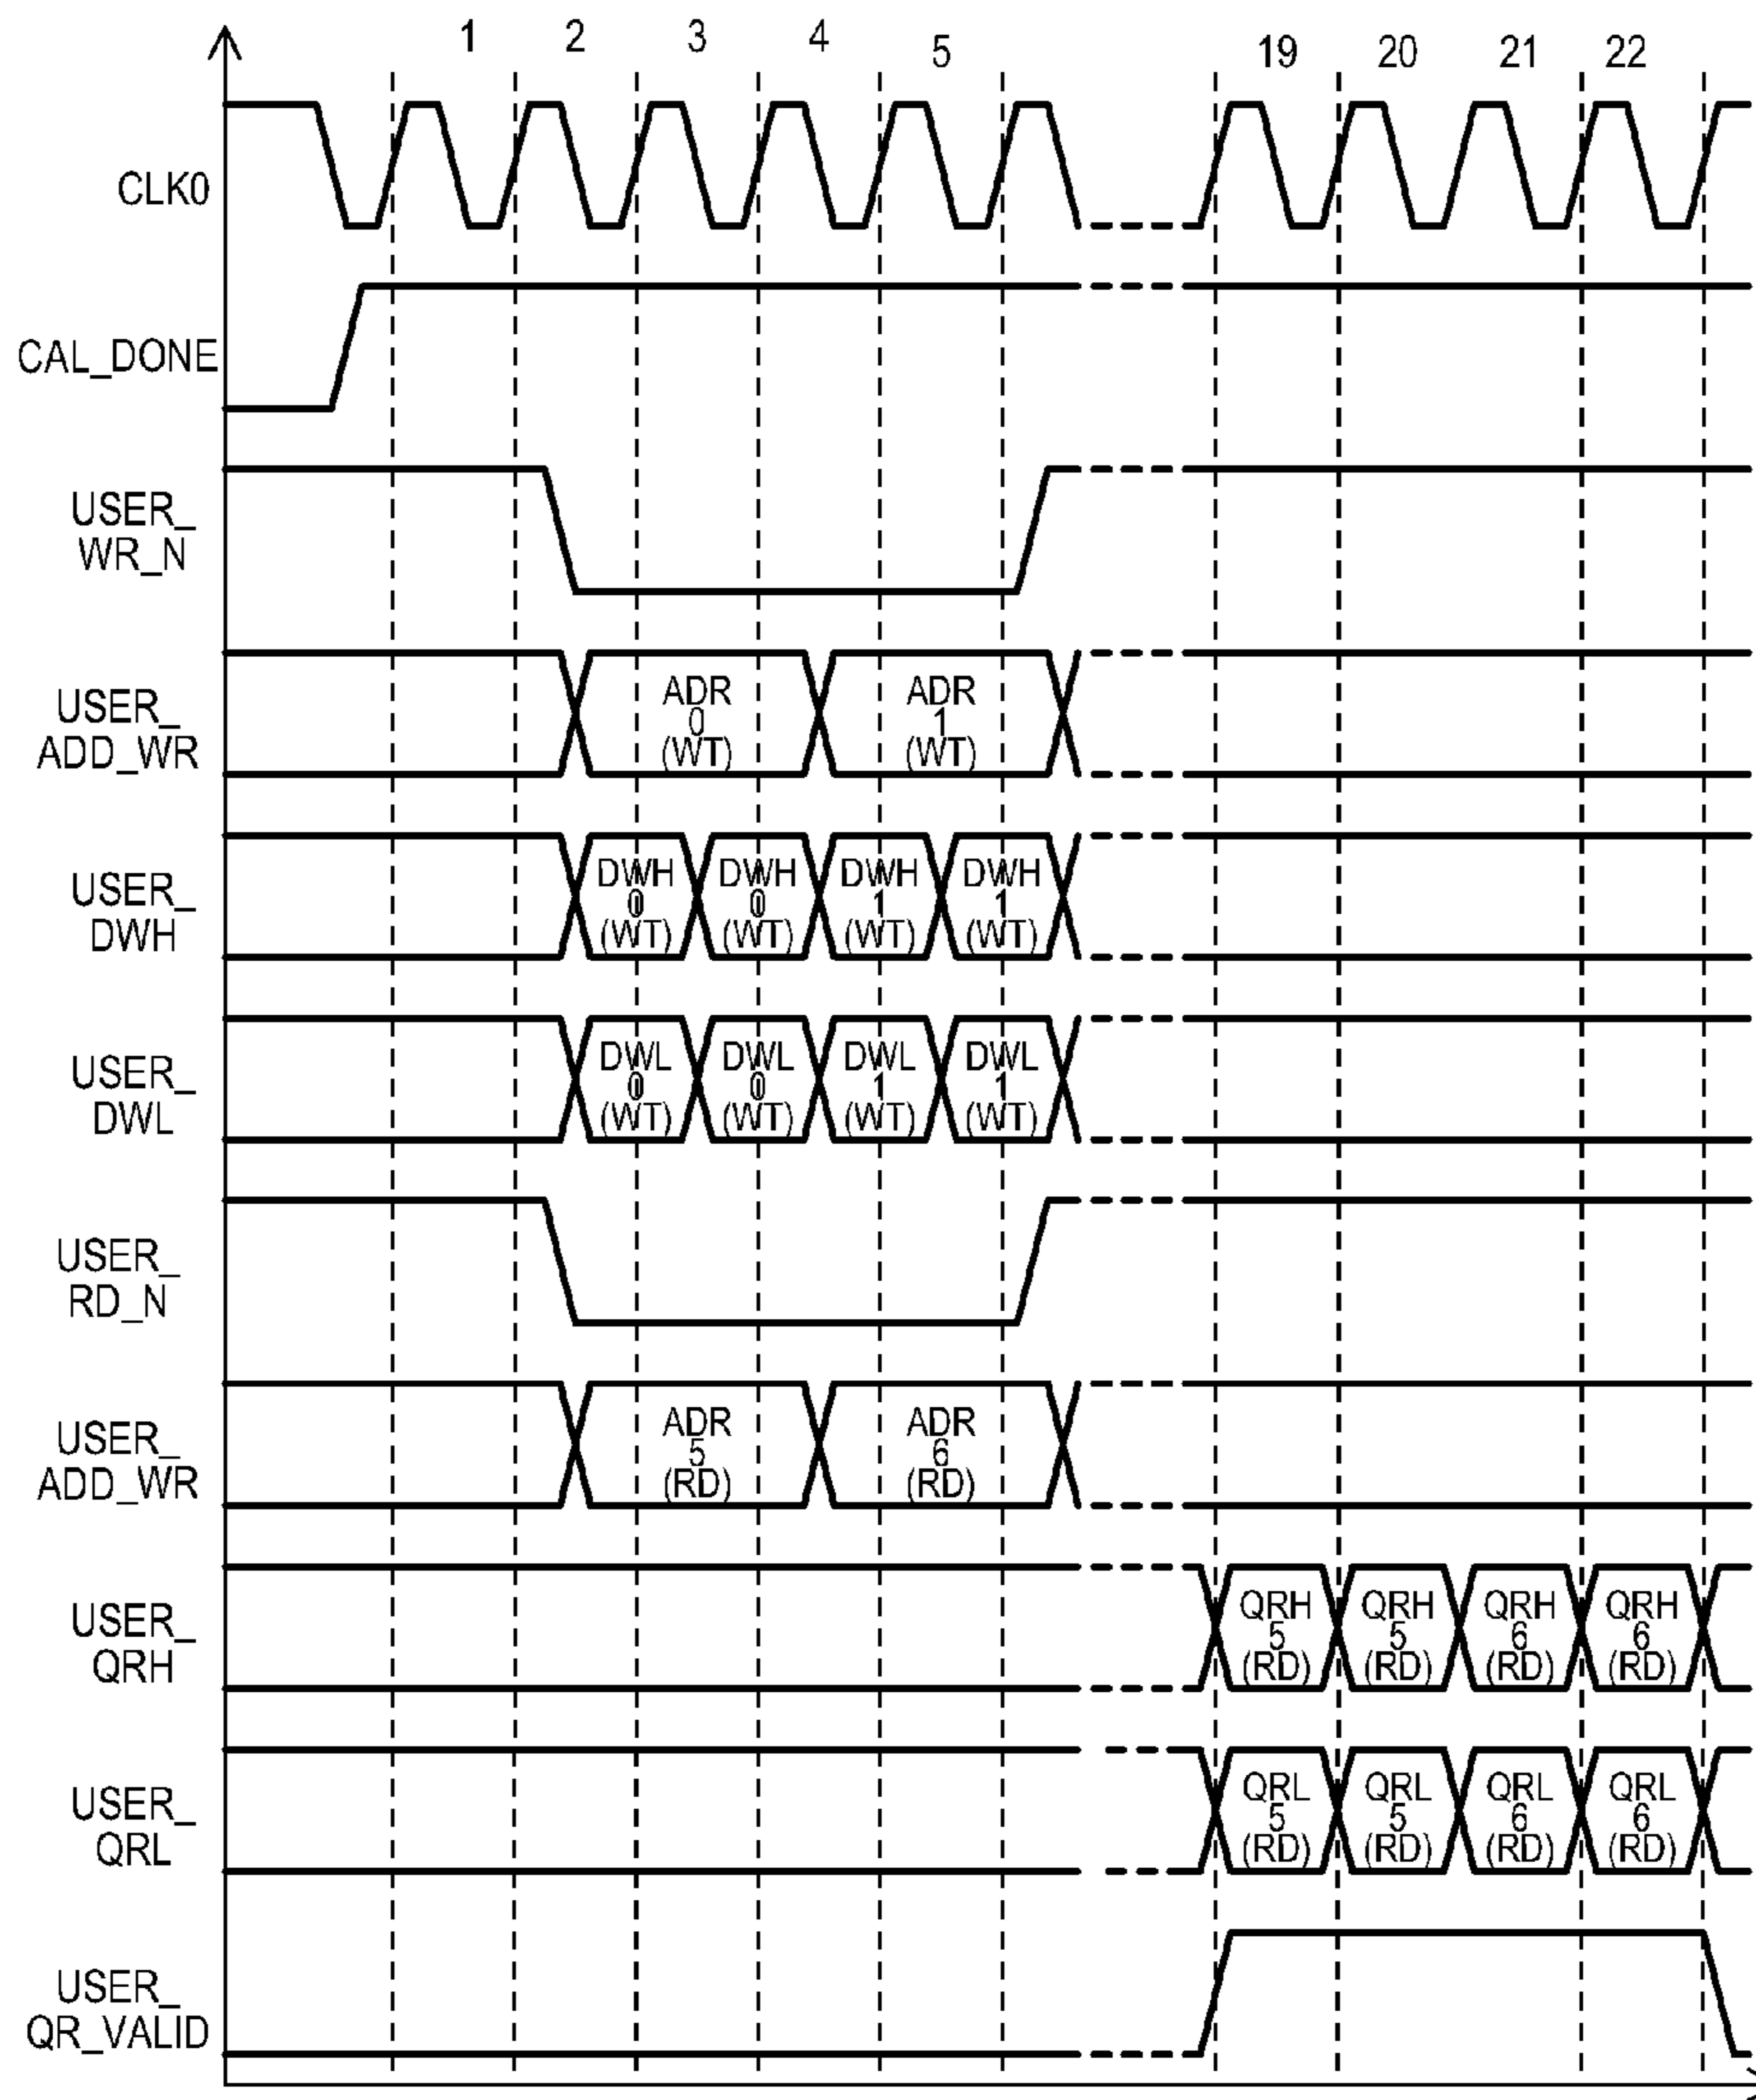 1 2 3 4 5 19 20 21 22
CLK0
CAL_DONE
USER_
WR_N
USER_
ADD_WR
ADR ADR
0 1
(WT) (WT)
USER_
DWH
DWH DWH DWH DWH
0 0 1 1
(WT) (WT) (WT) (WT)
USER_
DWL
DWL DWL DWL DWL
0 0 1 1
(WT) (WT) (WT) (WT)
USER_
RD_N
USER_
ADD_WR
ADR ADR
5 6
(RD) (RD)
USER_
QRH
QRH QRH QRH QRH
5 5 6 6
(RD) (RD) (RD) (RD)
USER_
QRL
QRL QRL QRL QRL
5 5 6 6
(RD) (RD) (RD) (RD)
USER_
QR_VALID